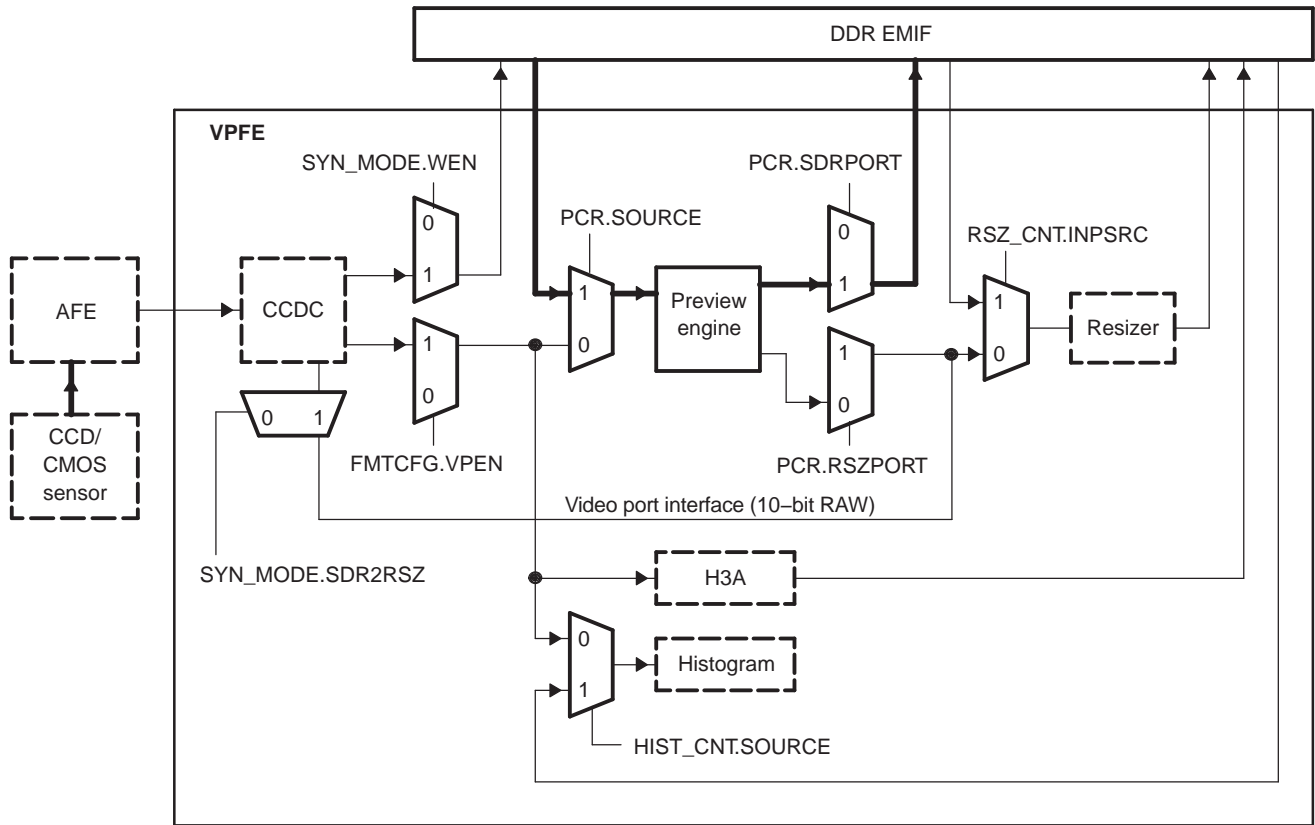 DDR EMIF
VPFE
SYN_MODE.WEN
0
1
PCR.SOURCE
1
0
PCR.SDRPORT
0
1
RSZ_CNT.INPSRC
1
0
AFE
CCDC
Preview
engine
Resizer
1
0
1
0
0 1
CCD/
CMOS
sensor
FMTCFG.VPEN
PCR.RSZPORT
Video port interface (10–bit RAW)
SYN_MODE.SDR2RSZ
H3A
0
1
Histogram
HIST_CNT.SOURCE